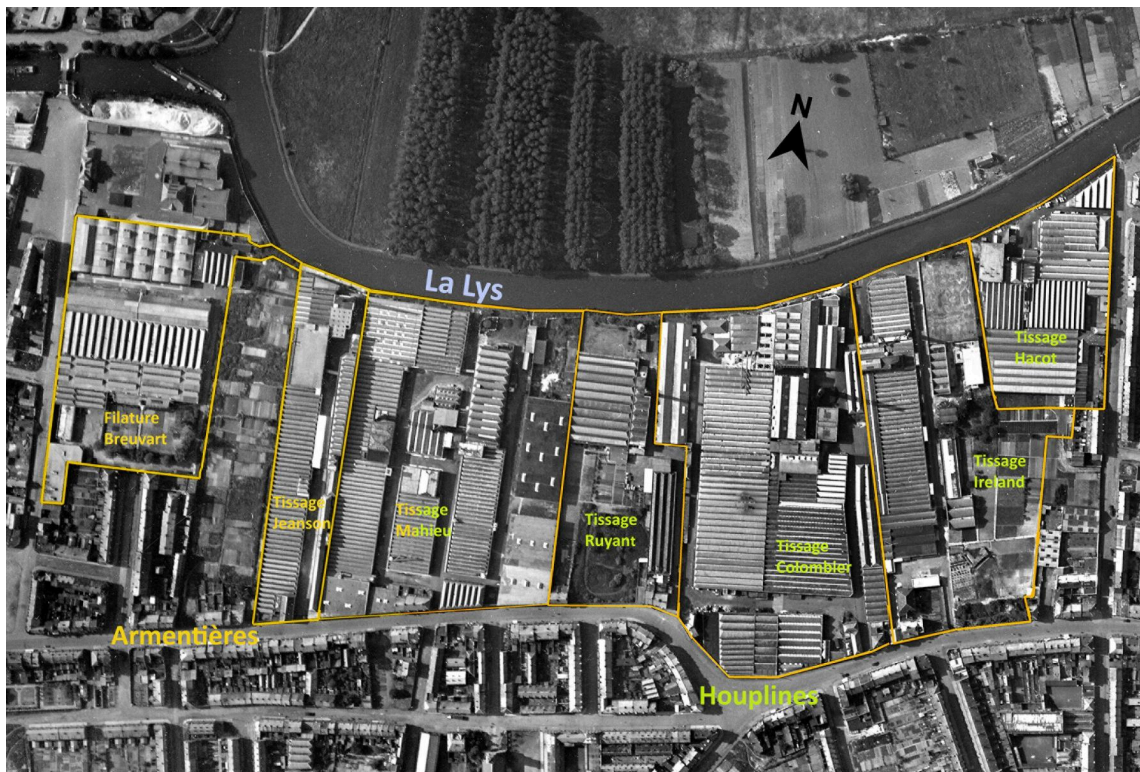 N
La Lys
Tissage
Hacot
Filature
Breuvart
Tissage
Jeanson
Tissage
Mahieu
Tissage
Ruyant
Tissage
Colombier
Tissage
Ireland
Armentières
Houplines